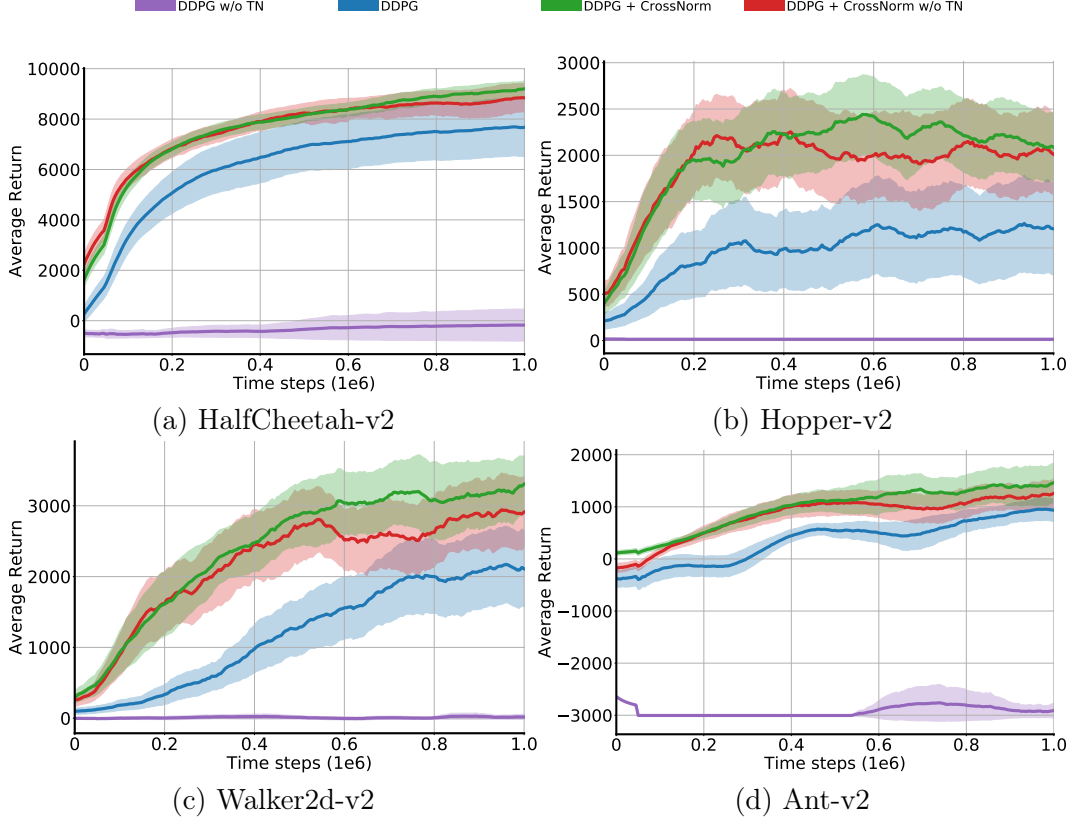 DDPG w/o TN DDPG DDPG + CrossNorm DDPG + CrossNorm w/o TN
10000
8000
6000
4000
2000
0
Average Return
0 0.2 0.4 0.6 0.8 1.0
Time steps (1e6)
(a) HalfCheetah-v2
3000
2500
2000
1500
1000
500
0
Average Return
0.0 0.2 0.4 0.6 0.8 1.0
Time steps (1e6)
(b) Hopper-v2
3000
2000
1000
0
Average Return
0.0 0.2 0.4 0.6 0.8 1.0
Time steps (1e6)
(c) Walker2d-v2
2000
1000
0
−1000
−2000
−3000
Average Return
0.0 0.2 0.4 0.6 0.8 1.0
Time steps (1e6)
(d) Ant-v2